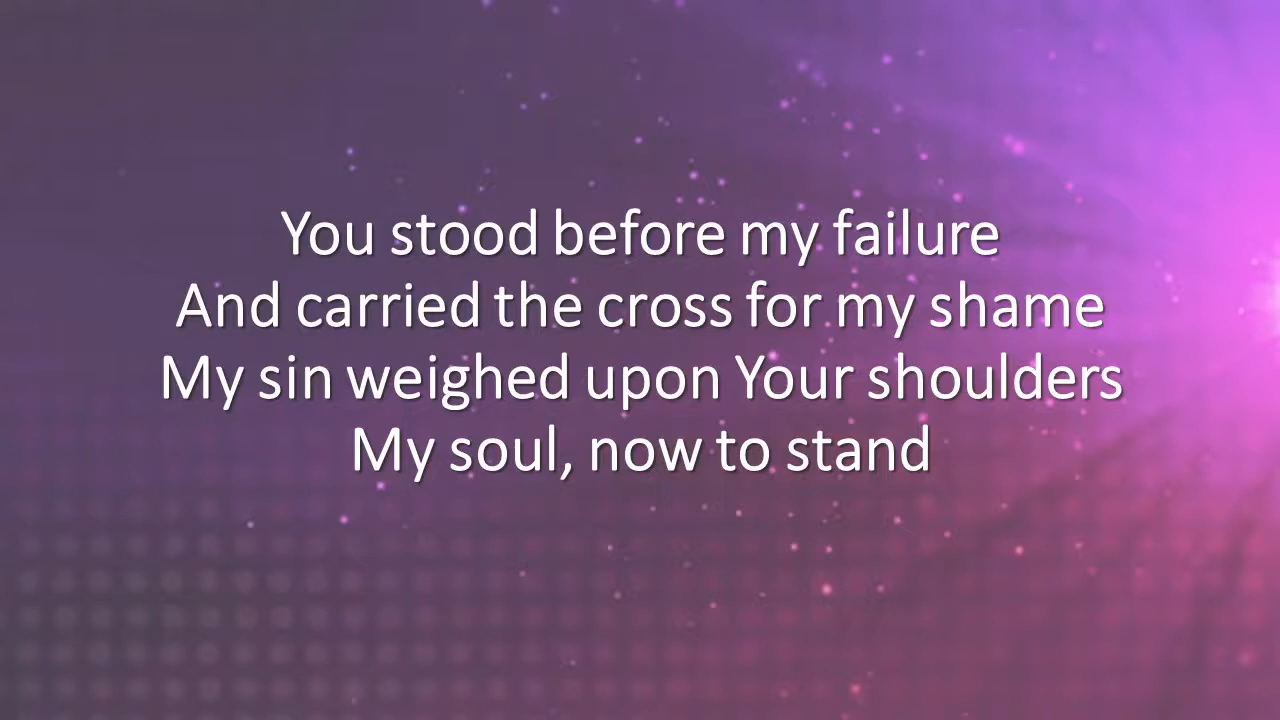 You stood before my failure
And carried the cross for my shame
My sin weighed upon Your shoulders
My soul, now to stand